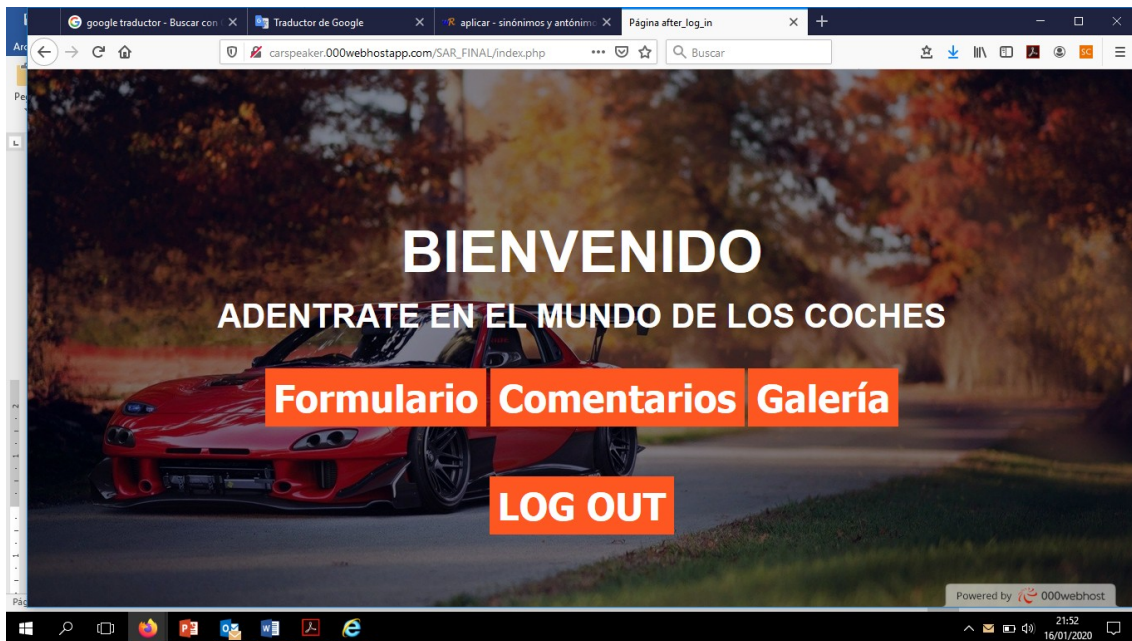 google traductor - Buscar con
Traductor de Google
aplicar - sinónimos y antónimo
Página after_log_in
carspeaker.000webhostapp.com/SAR_FINAL/index.php
Buscar
BIENVENIDO
ADENTRATE EN EL MUNDO DE LOS COCHES
Formulario Comentarios Galería
LOG OUT
Powered by 000webhost
21:52
16/01/2020